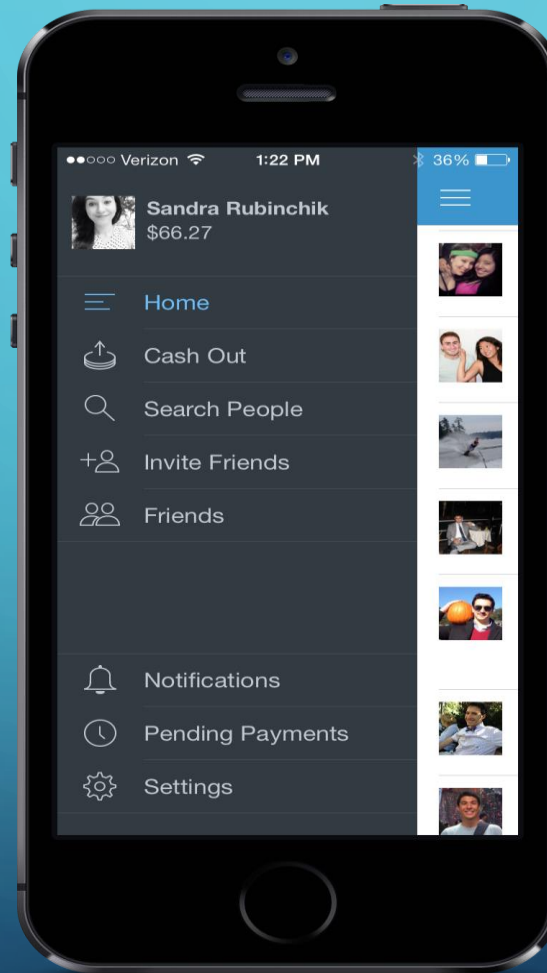 Verizon 1:22 PM 36%
Sandra Rubinchik
$66.27
Home
Cash Out
Search People
Invite Friends
Friends
Notifications
Pending Payments
Settings